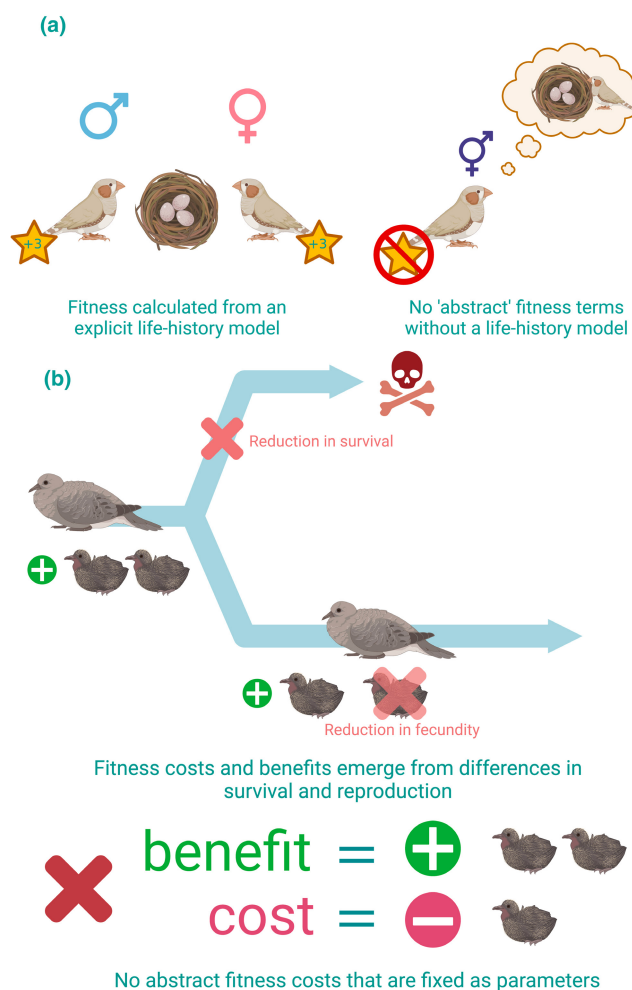 (a)
+3
+3
Fitness calculated from an
explicit life-history model
No 'abstract' fitness terms
without a life-history model
(b)
Reduction in survival
Reduction in fecundity
Fitness costs and benefits emerge from differences in
survival and reproduction
benefit = +
cost = −
No abstract fitness costs that are fixed as parameters